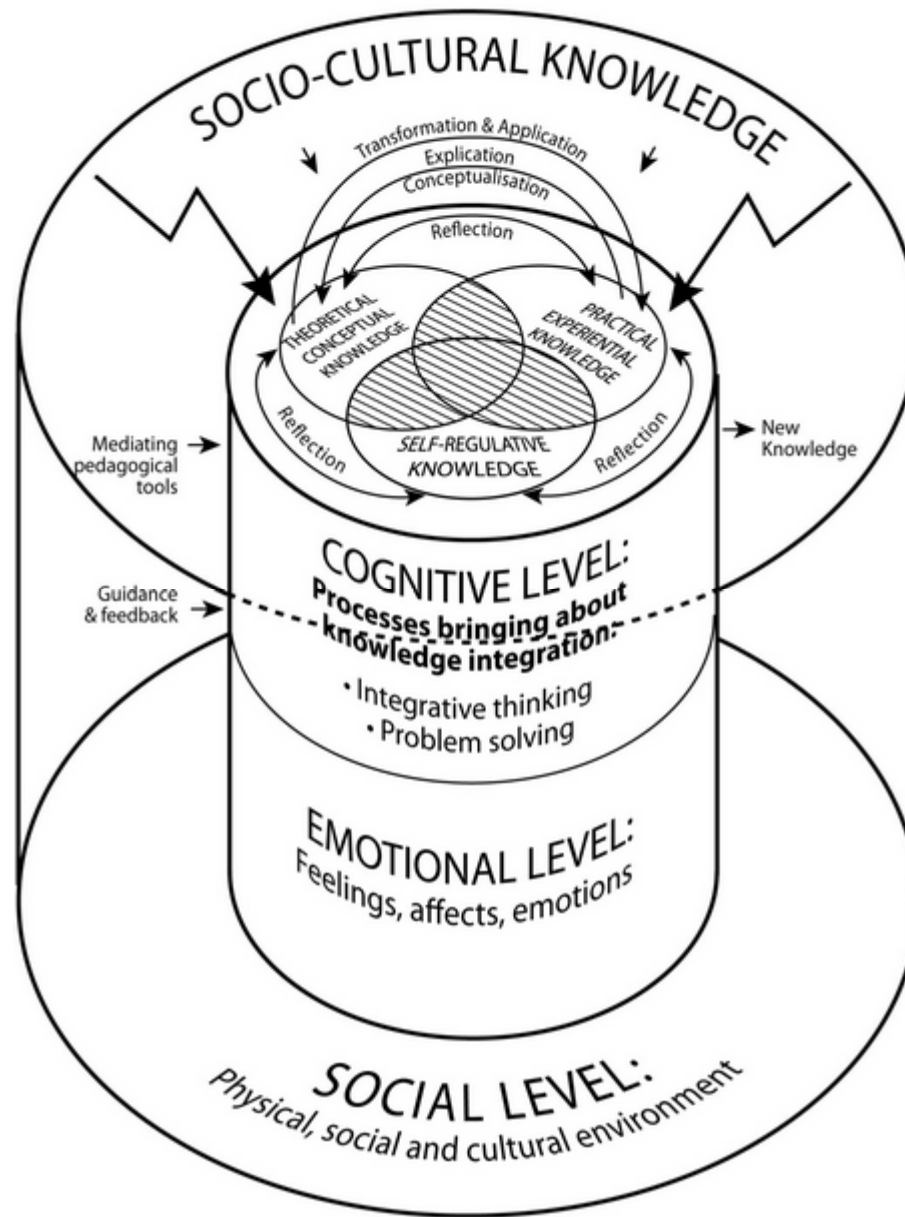 SOCIO-CULTURAL KNOWLEDGE
Transformation & Application
Explication
Conceptualisation
Reflection
THEORETICAL
CONCEPTUAL
KNOWLEDGE
PRACTICAL
EXPERIENTIAL
KNOWLEDGE
Reflection
SELF-REGULATIVE
KNOWLEDGE
Reflection
Mediating
pedagogical
tools
New
Knowledge
Guidance
& feedback
COGNITIVE LEVEL:
Processes bringing about
knowledge integration:
• Integrative thinking
• Problem solving
EMOTIONAL LEVEL:
Feelings, affects, emotions
SOCIAL LEVEL:
Physical, social and cultural environment